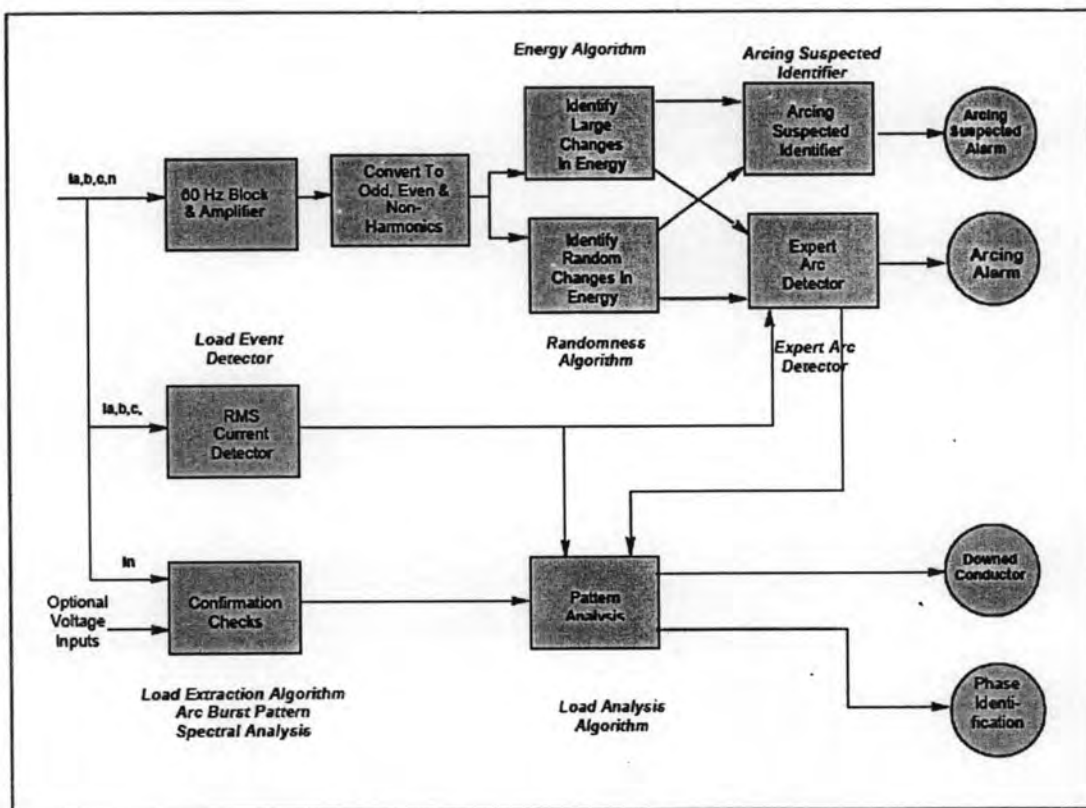 Energy Algorithm
Arcing Suspected
Identifier
Identify
Large
Changes
In Energy
Arcing
Suspected
Identifier
Arcing
Suspected
Alarm
Ia,b,c,n
60 Hz Block
& Amplifier
Convert To
Odd, Even &
Non-
Harmonics
Identify
Random
Changes In
Energy
Expert
Arc
Detector
Arcing
Alarm
Load Event
Detector
Randomness
Algorithm
Expert Arc
Detector
Ia,b,c,
RMS
Current
Detector
In
Optional
Voltage
Inputs
Confirmation
Checks
Pattern
Analysis
Downed
Conductor
Load Extraction Algorithm
Arc Burst Pattern
Spectral Analysis
Load Analysis
Algorithm
Phase
Identi-
fication